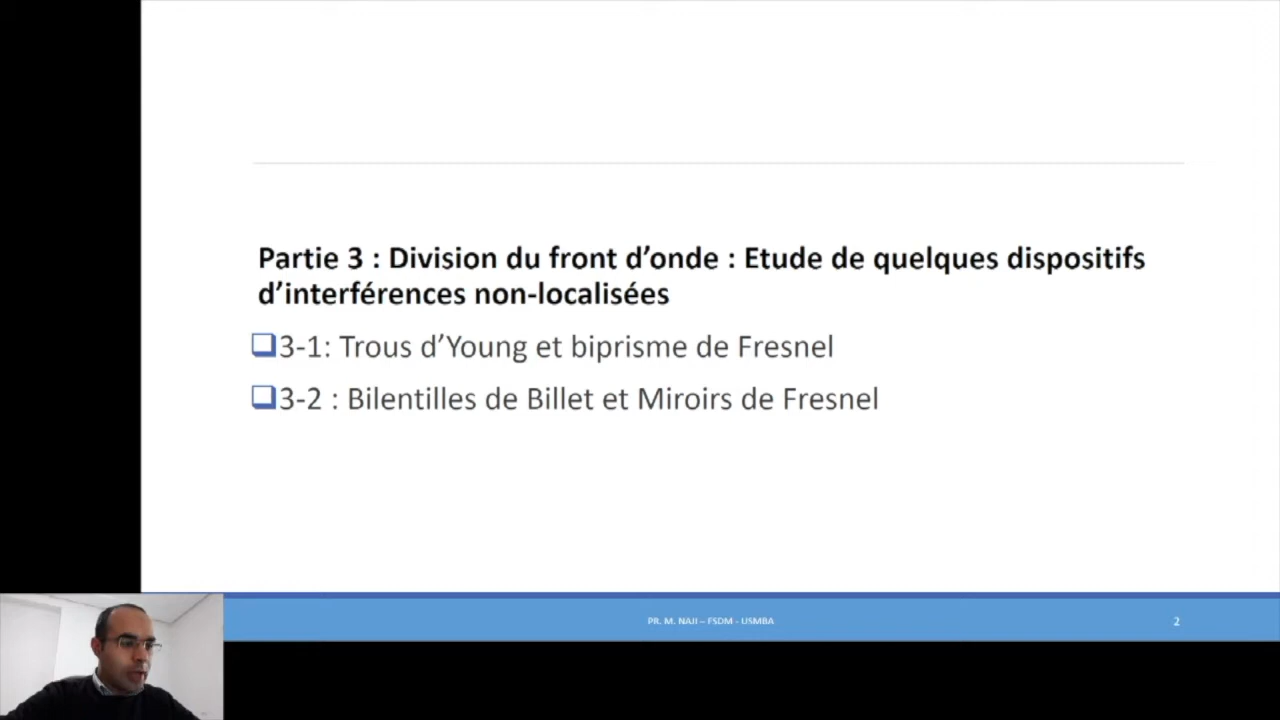 Partie 3 : Division du front d’onde : Etude de quelques dispositifs
d’interférences non-localisées
3-1: Trous d’Young et biprisme de Fresnel
3-2 : Bilentilles de Billet et Miroirs de Fresnel
PR. M. NAJI – FSDM - USMBA
2